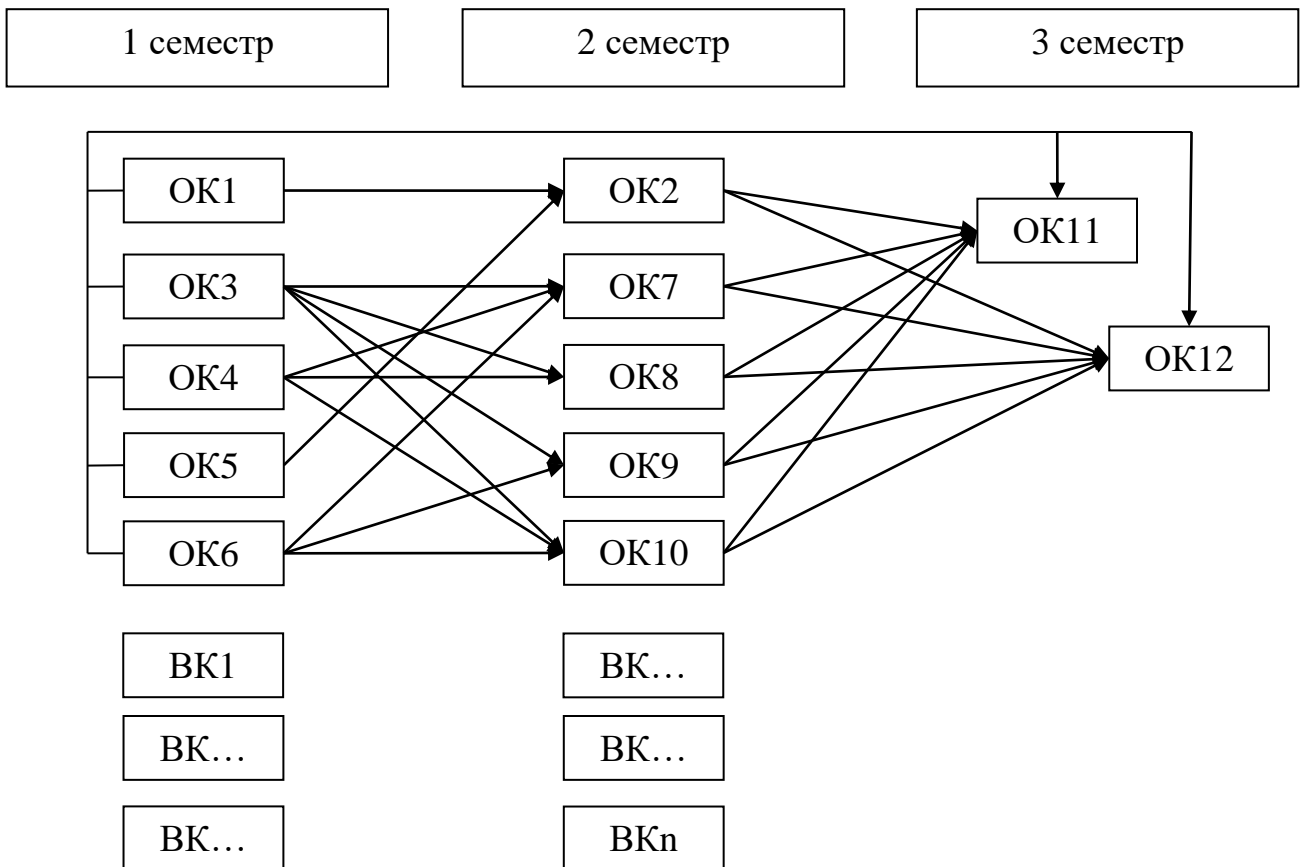 1 семестр
2 семестр
3 семестр
ОК1
ОК2
ОК11
ОК3
ОК7
ОК4
ОК8
ОК12
ОК5
ОК9
ОК6
ОК10
ВК1
ВК…
ВК…
ВК…
ВК…
ВКn